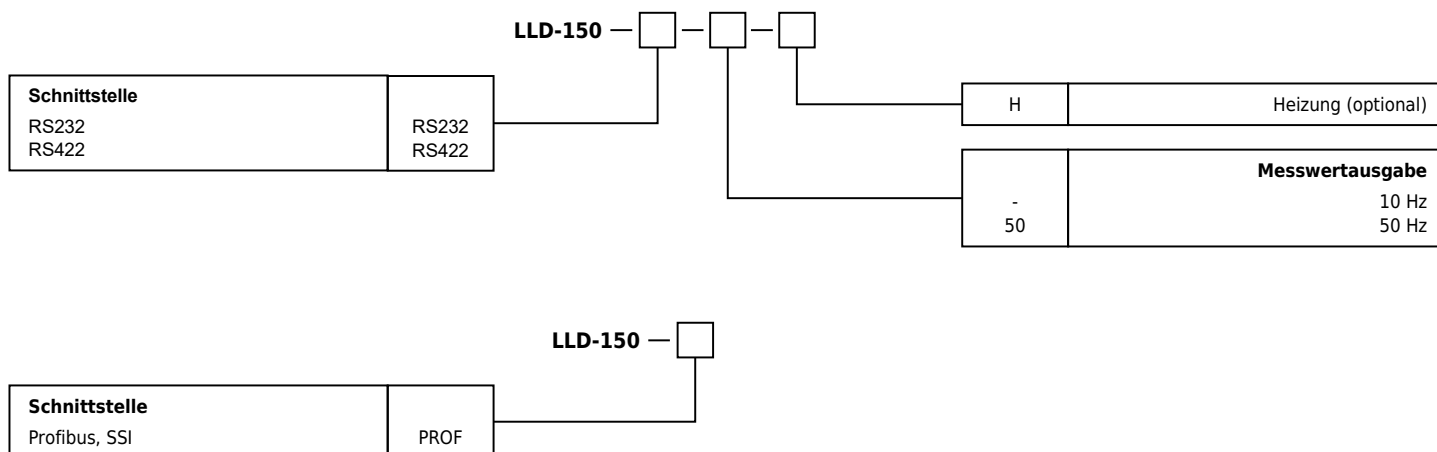 LLD-150 — —  —
Schnittstelle
RS232 RS232
RS422 RS422
H Heizung (optional)
Messwertausgabe
- 10 Hz
50 50 Hz
LLD-150 —
Schnittstelle
Profibus, SSI PROF